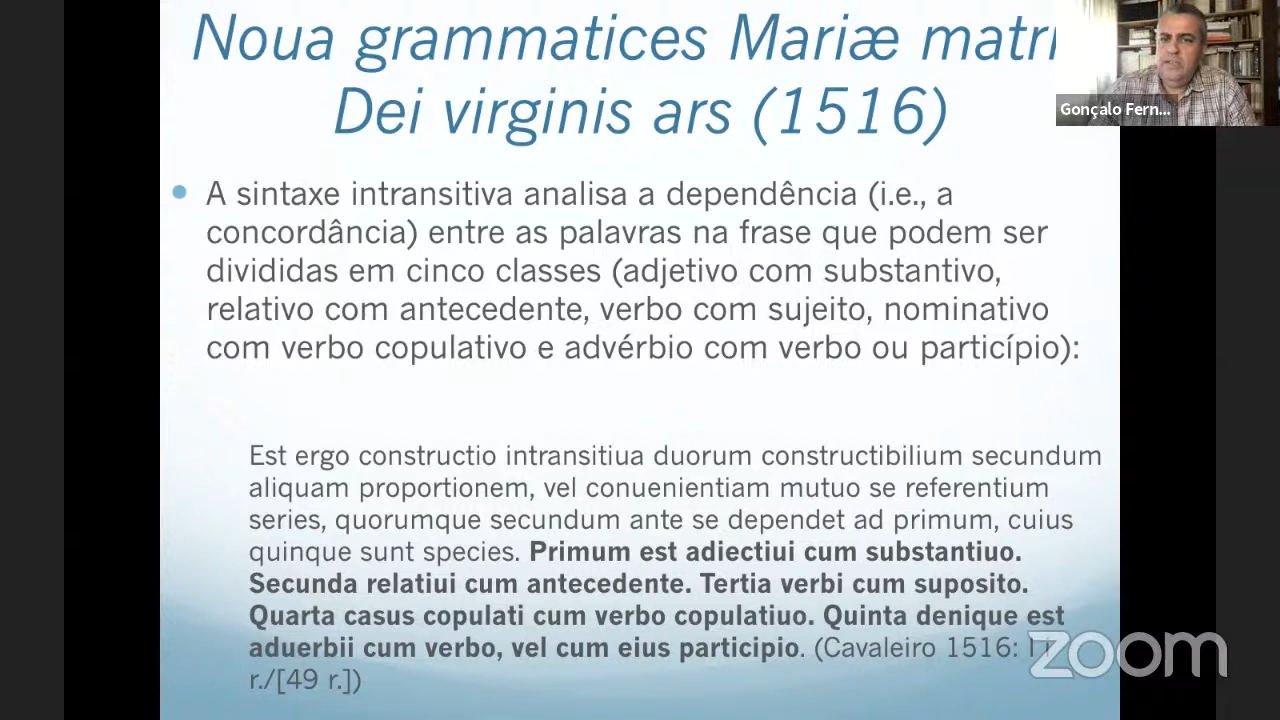 Noua grammatices Mariæ matri
Dei virginis ars (1516)
Gonçalo Fern...
• A sintaxe intransitiva analisa a dependência (i.e., a
concordância) entre as palavras na frase que podem ser
divididas em cinco classes (adjetivo com substantivo,
relativo com antecedente, verbo com sujeito, nominativo
com verbo copulativo e advérbio com verbo ou particípio):
Est ergo constructio intransitiua duorum constructibilium secundum
aliquam proportionem, vel conuenientiam mutuo se referentium
series, quorumque secundum ante se dependet ad primum, cuius
quinque sunt species. Primum est adiectiui cum substantiuo.
Secunda relatiui cum antecedente. Tertia verbi cum suposito.
Quarta casus copulati cum verbo copulatiuo. Quinta denique est
aduerbii cum verbo, vel cum eius participio. (Cavaleiro 1516:
r./[49 r.])
zoom